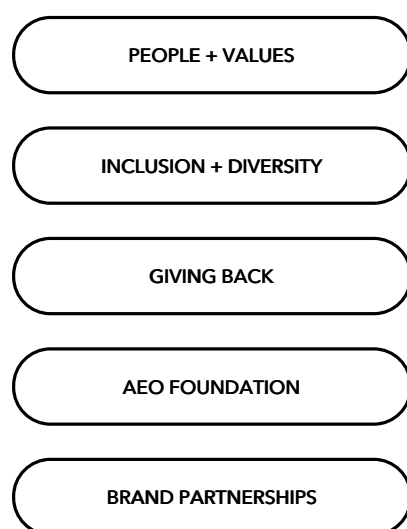 PEOPLE + VALUES
INCLUSION + DIVERSITY
GIVING BACK
AEO FOUNDATION
BRAND PARTNERSHIPS